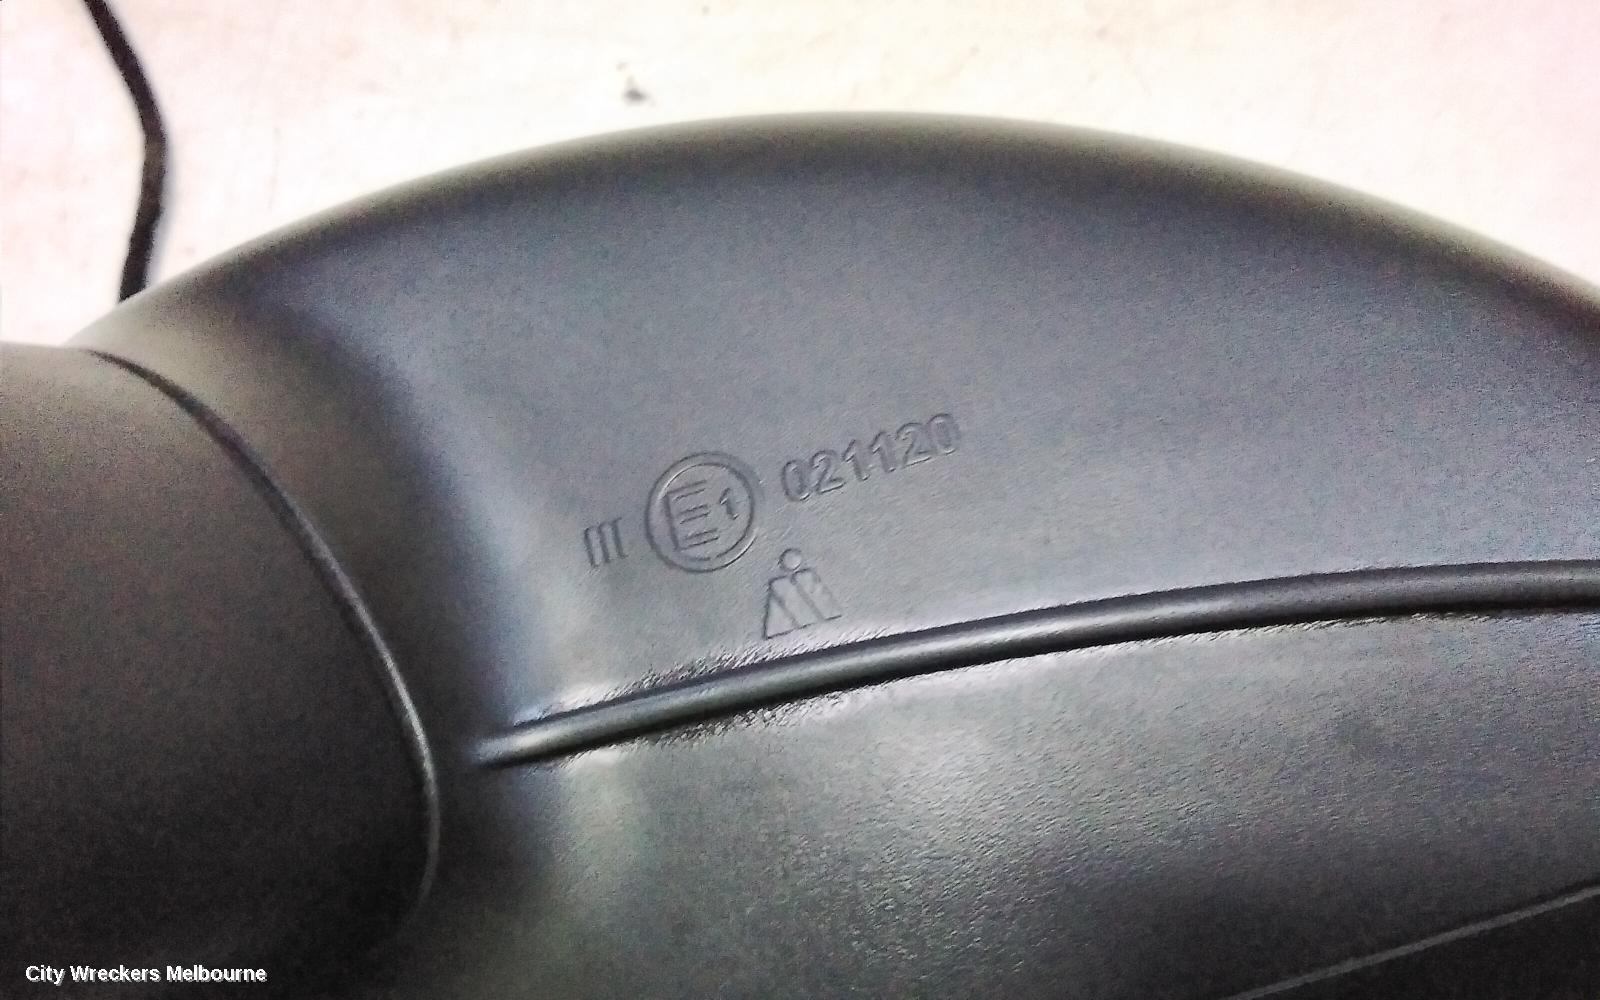 III E1 021120
City Wreckers Melbourne